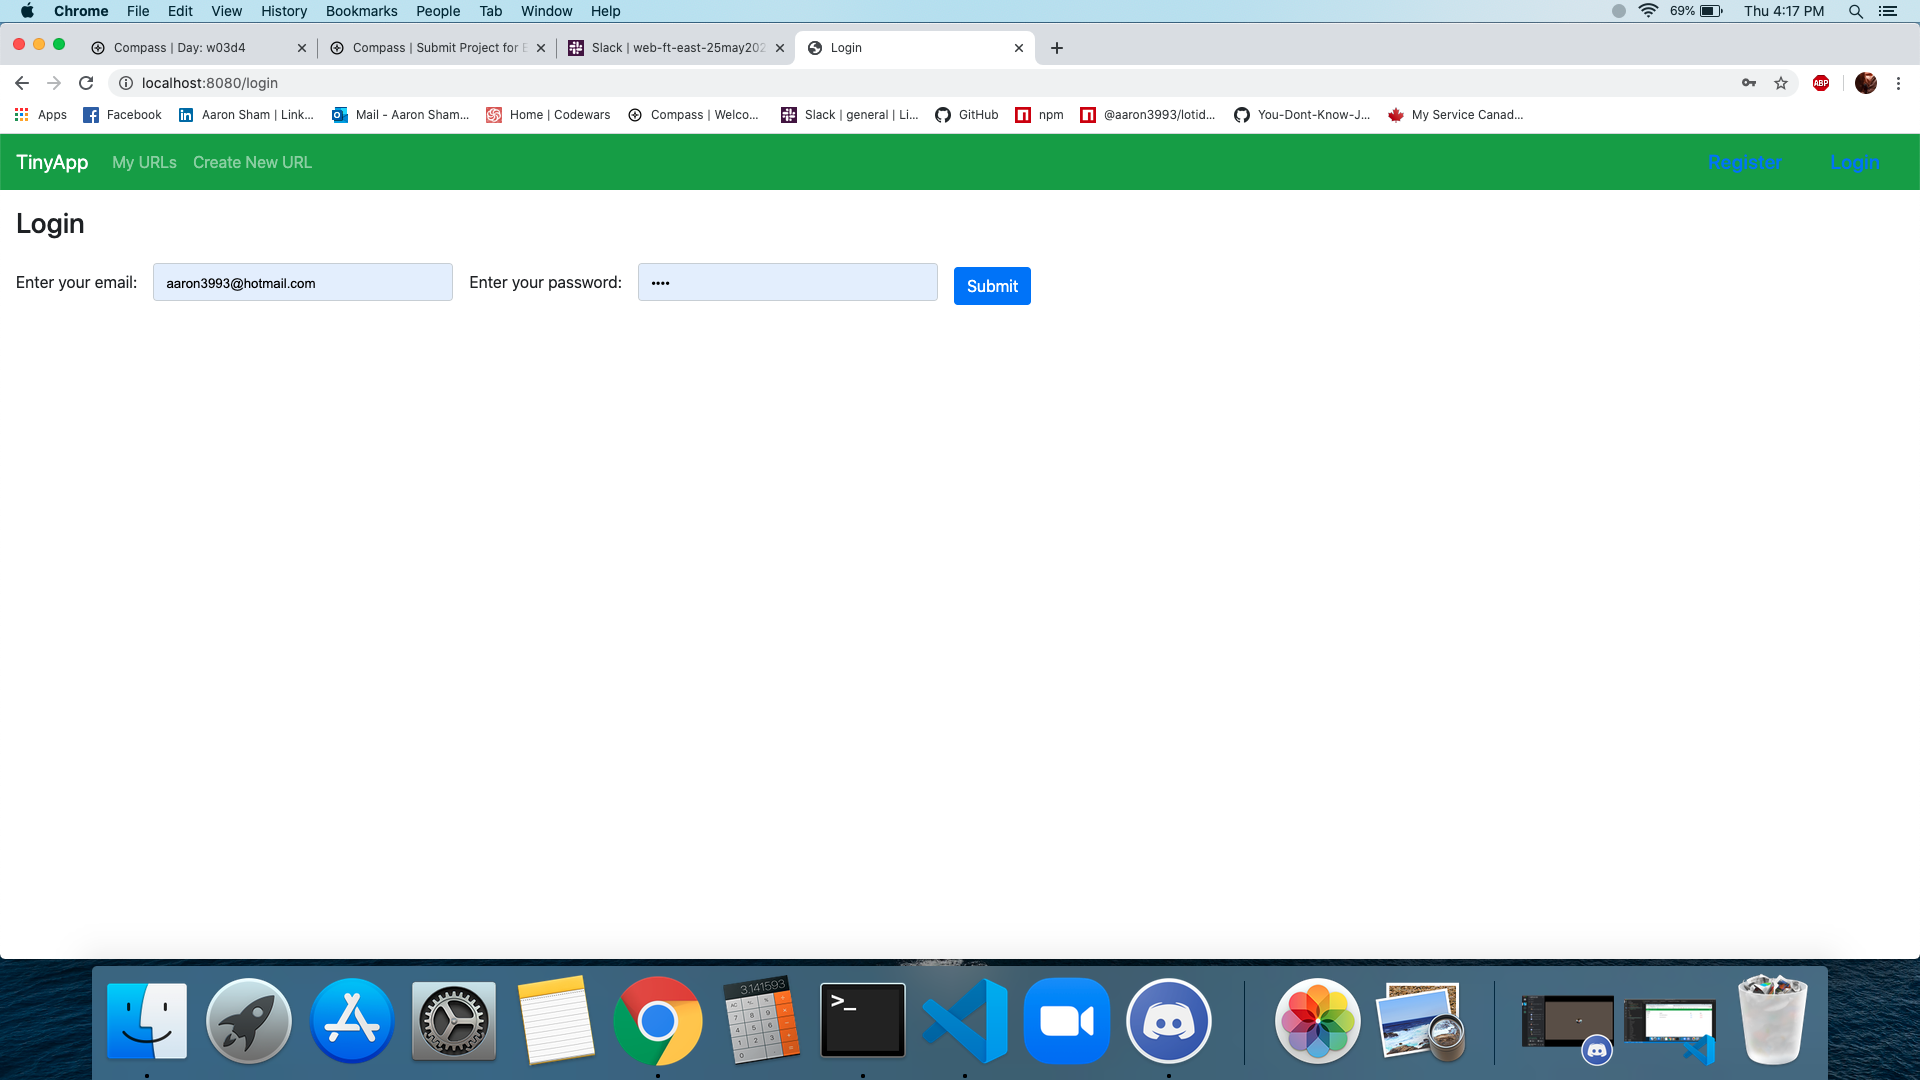 Chrome File Edit View History Bookmarks People Tab Window Help 69% Thu 4:17 PM
Compass | Day: w03d4 Compass | Submit Project for E Slack | web-ft-east-25may202 Login
localhost:8080/login ABP
Apps Facebook Aaron Sham | Link... Mail - Aaron Sham... Home | Codewars Compass | Welco... Slack | general | Li... GitHub npm @aaron3993/lotid... You-Dont-Know-J... My Service Canad...
TinyApp My URLs Create New URL Register Login
Login
Enter your email: aaron3993@hotmail.com Enter your password: •••• Submit
3.141593
>_